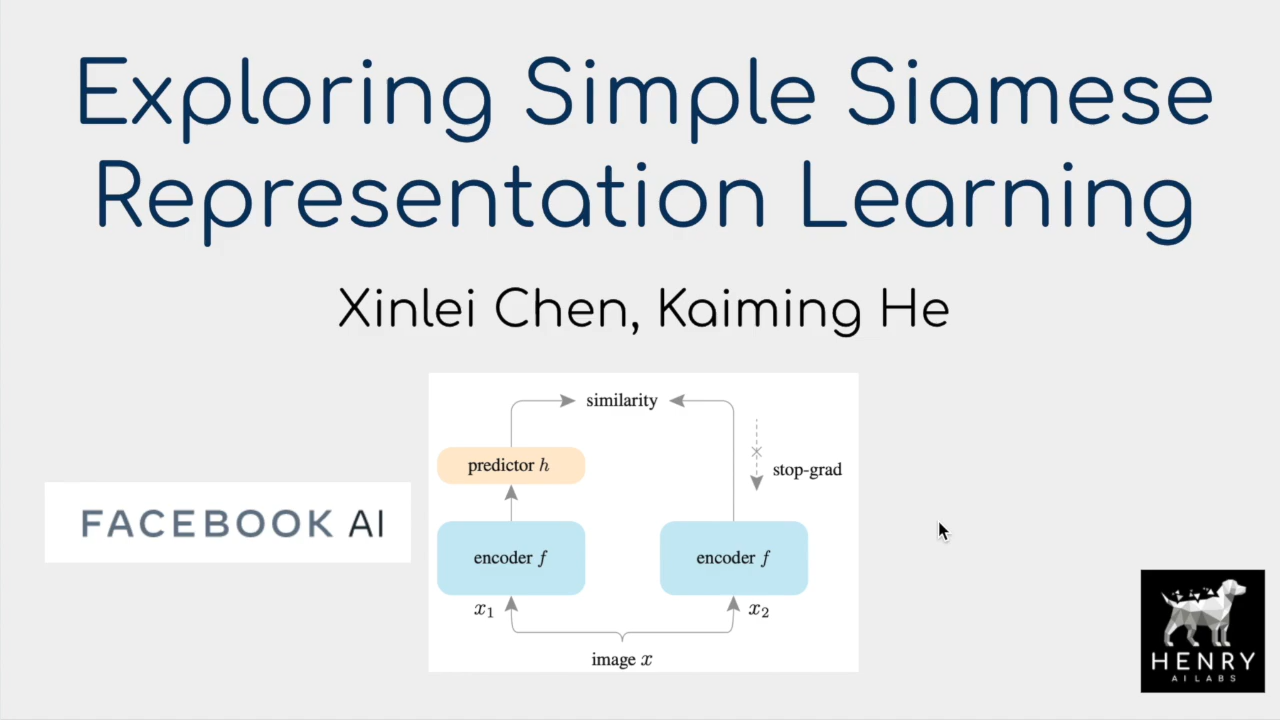 Exploring Simple Siamese
Representation Learning
Xinlei Chen, Kaiming He
similarity
predictor h
stop-grad
FACEBOOK AI
encoder f
encoder f
x1
x2
image x
HENRY
AI LABS